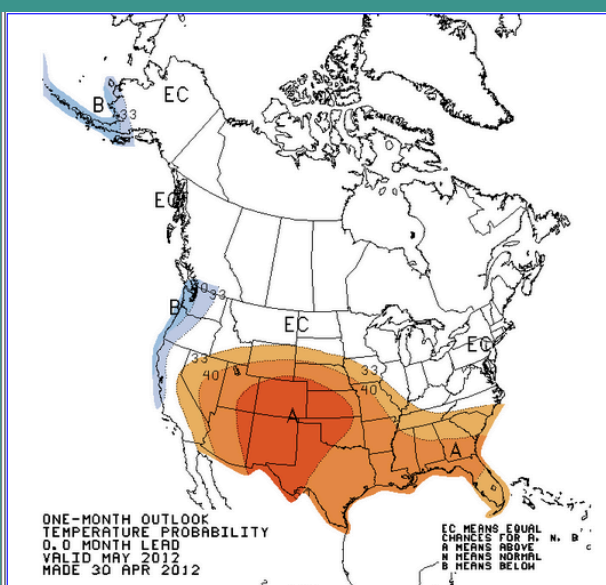 EC
B
33
EC
40 33
B
EC
EC
33
33
40
40
A
A
ONE-MONTH OUTLOOK
TEMPERATURE PROBABILITY
0.0 MONTH LEAD
VALID MAY 2012
MADE 30 APR 2012
EC MEANS EQUAL
CHANCES FOR A, N, B
A MEANS ABOVE
N MEANS NORMAL
B MEANS BELOW